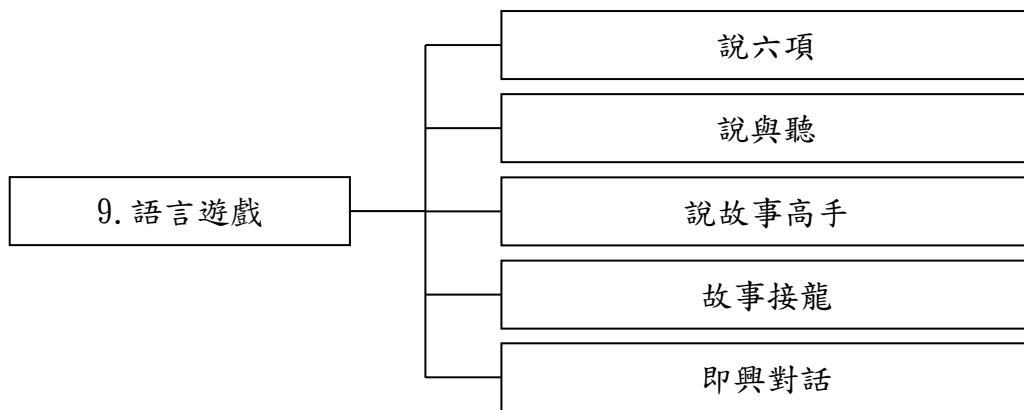 9.語言遊戲
說六項
說與聽
說故事高手
故事接龍
即興對話